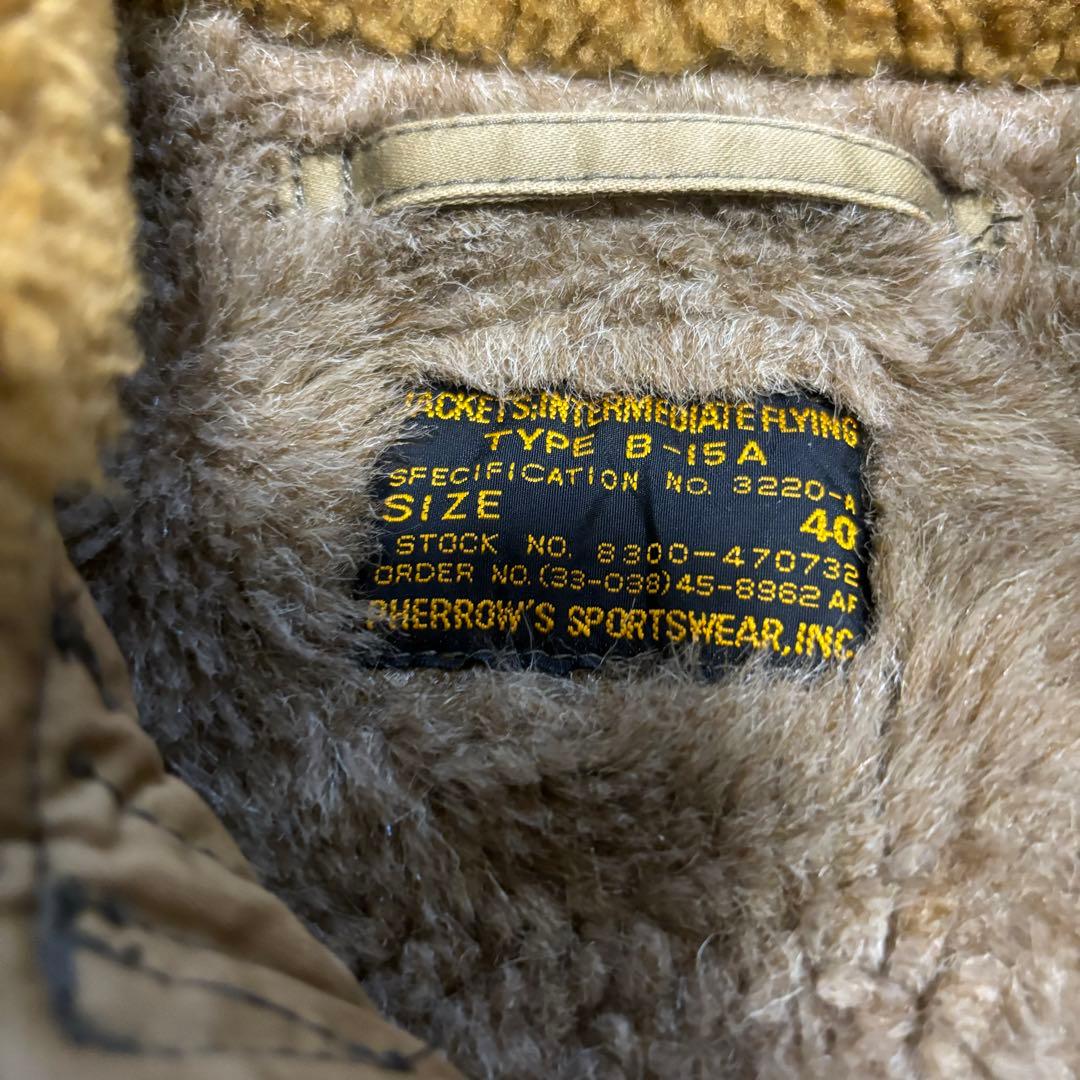 JACKETS:INTERMEDIATE FLYING
TYPE B-15A
SPECIFICATION NO. 3220-A
SIZE 40
STOCK NO. 8300-470732
ORDER NO.(33-038)45-8962 AF
PHERROW'S SPORTSWEAR,INC.